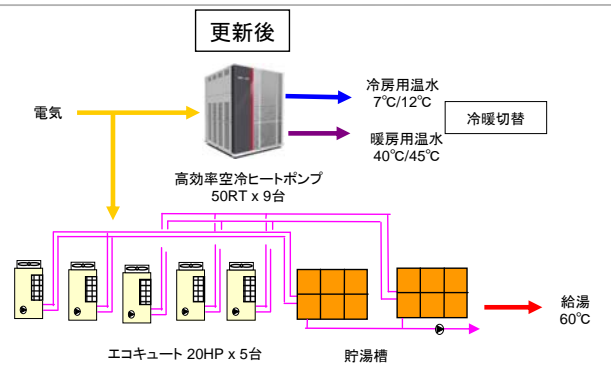 更新後
電気
冷房用温水
7℃/12℃
冷暖切替
暖房用温水
40℃/45℃
高効率空冷ヒートポンプ
50RT x 9台
給湯
60℃
エコキュート 20HP x 5台
貯湯槽